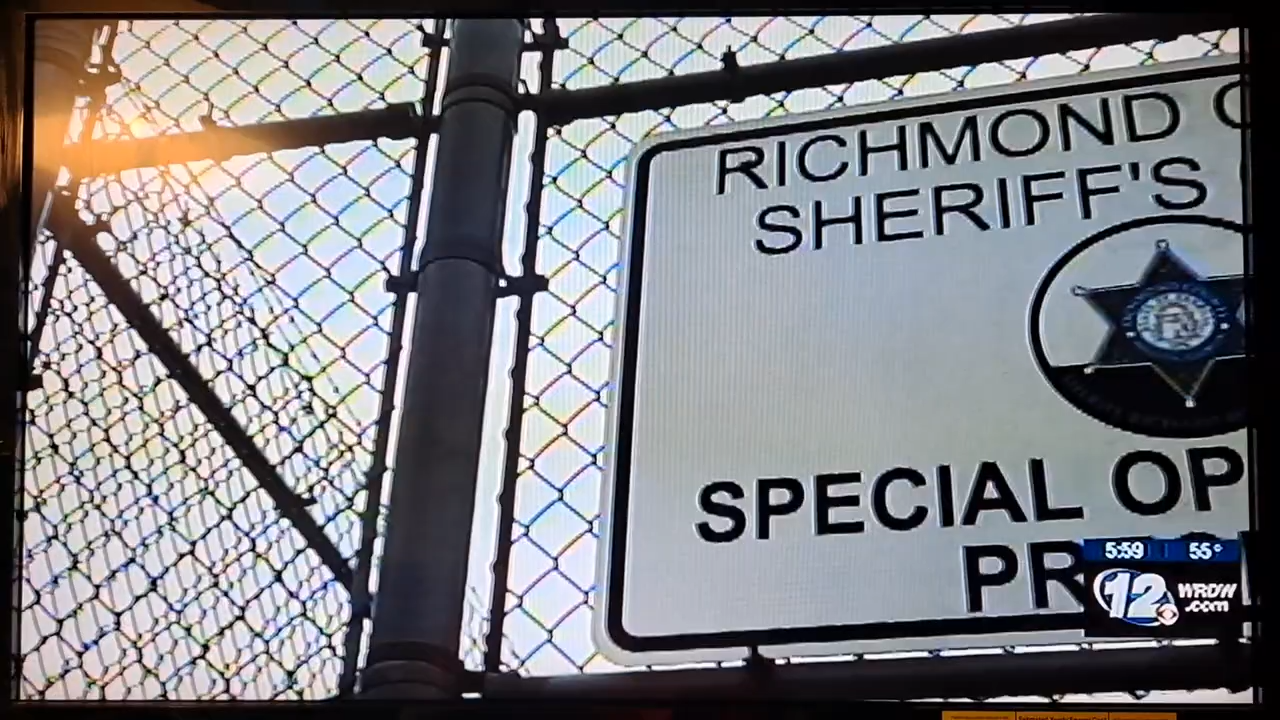 RICHMOND C
SHERIFF'S
SPECIAL OP
PR
5:59 55°
12 WRDW
.com